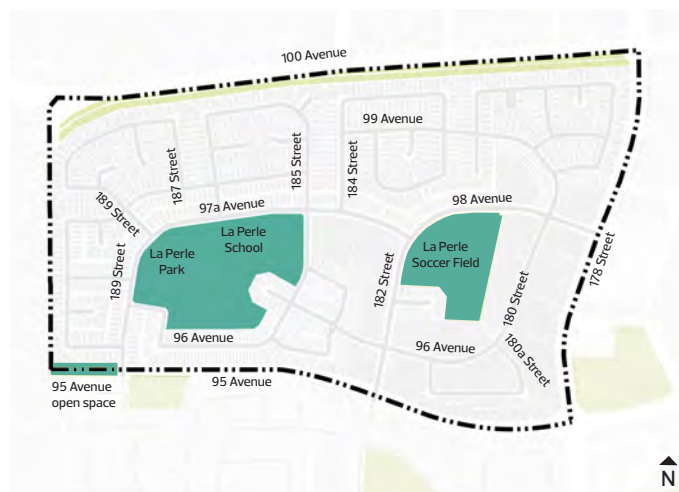 100 Avenue
99 Avenue
187 Street
185 Street
184 Street
189 Street
97a Avenue
98 Avenue
La Perle
School
La Perle
Park
La Perle
Soccer Field
189 Street
182 Street
180 Street
178 Street
96 Avenue
96 Avenue
180a Street
95 Avenue
95 Avenue
open space
N